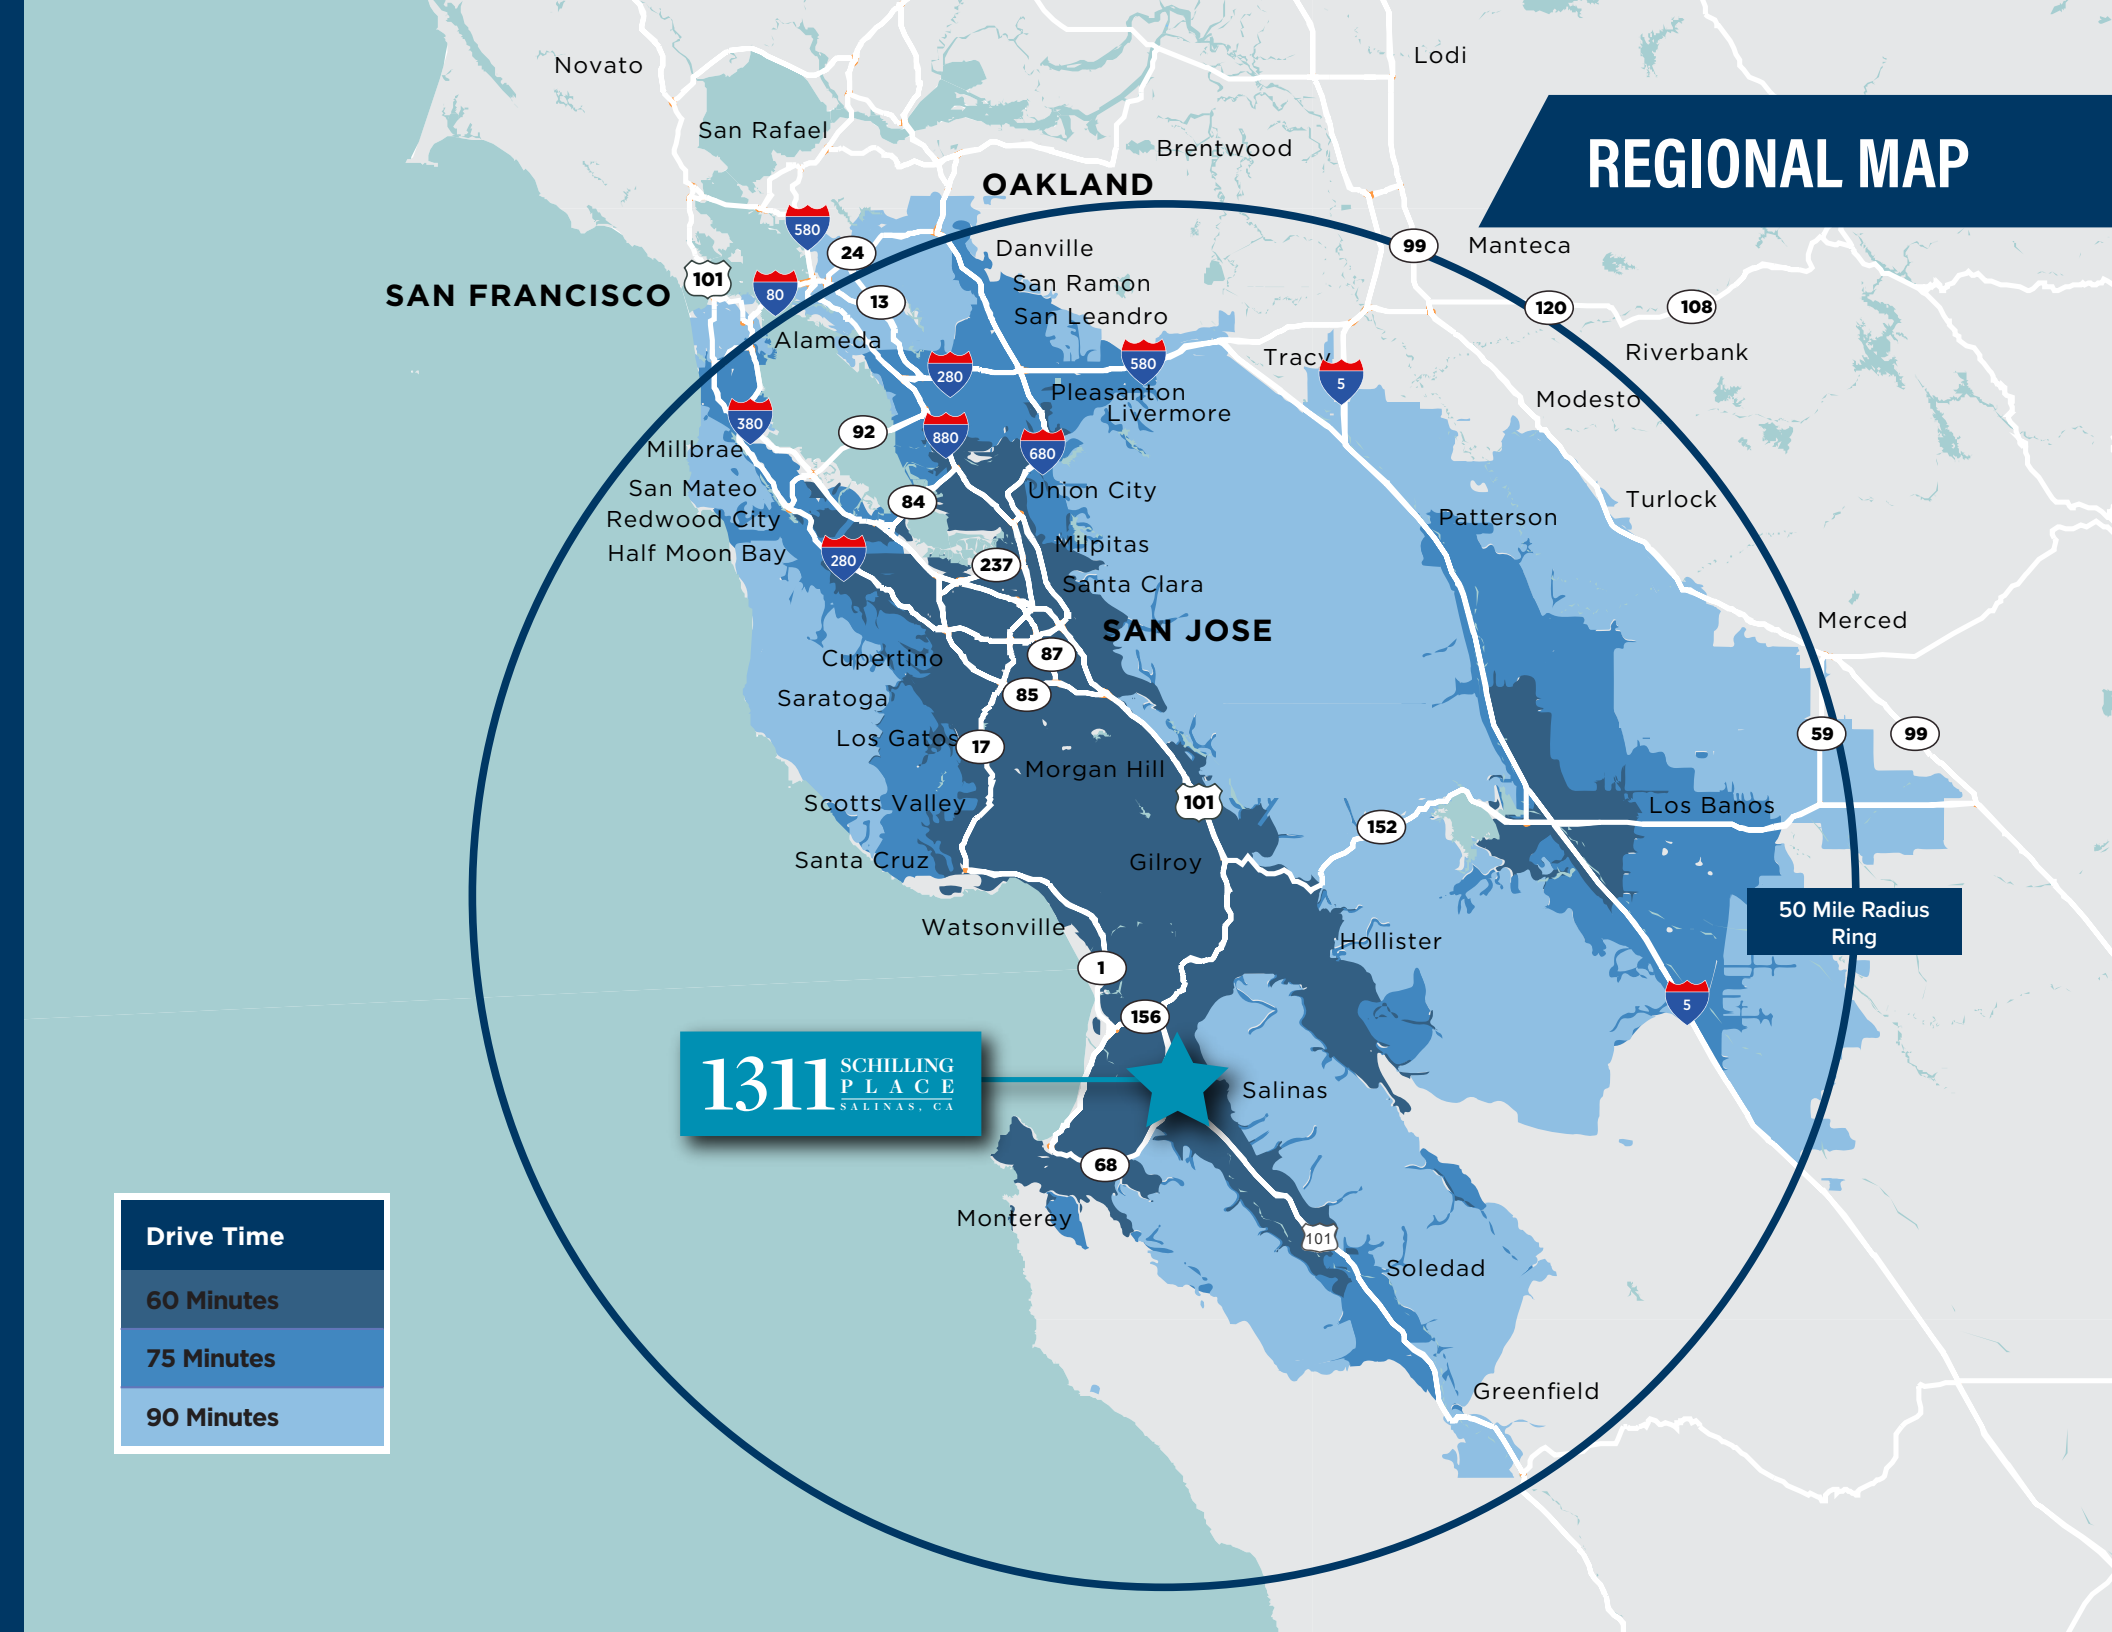 Novato
Lodi
San Rafael
Brentwood
REGIONAL MAP
OAKLAND
580
24
Danville
99
Manteca
101
SAN FRANCISCO
80
13
San Ramon
San Leandro
120
108
Alameda
280
580
Tracy
5
Riverbank
Pleasanton
Livermore
Modesto
380
92
880
680
Millbrae
San Mateo
84
Union City
Turlock
Redwood City
Patterson
Half Moon Bay
280
237
Milpitas
Santa Clara
SAN JOSE
Merced
Cupertino
87
85
Saratoga
Los Gatos
17
59
99
Morgan Hill
Scotts Valley
101
152
Los Banos
Santa Cruz
Gilroy
50 Mile Radius
Ring
Watsonville
Hollister
1
156
5
1311 SCHILLING
PLACE
SALINAS, CA
Salinas
68
Monterey
101
Soledad
Drive Time
60 Minutes
75 Minutes
90 Minutes
Greenfield